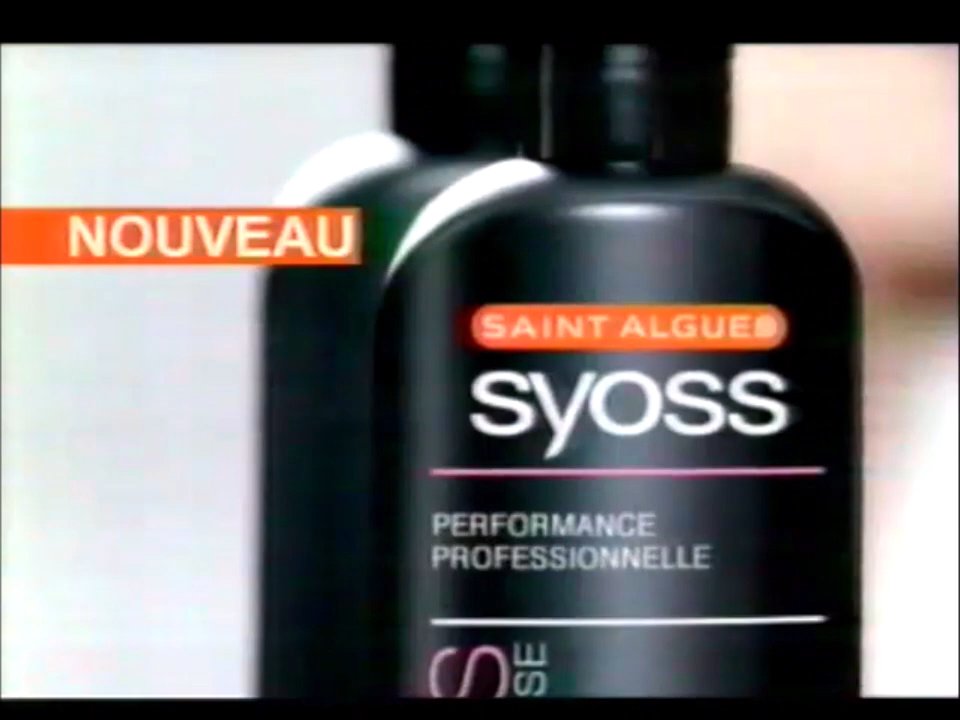 NOUVEAU
SAINT ALGUE
syoss
PERFORMANCE
PROFESSIONNELLE